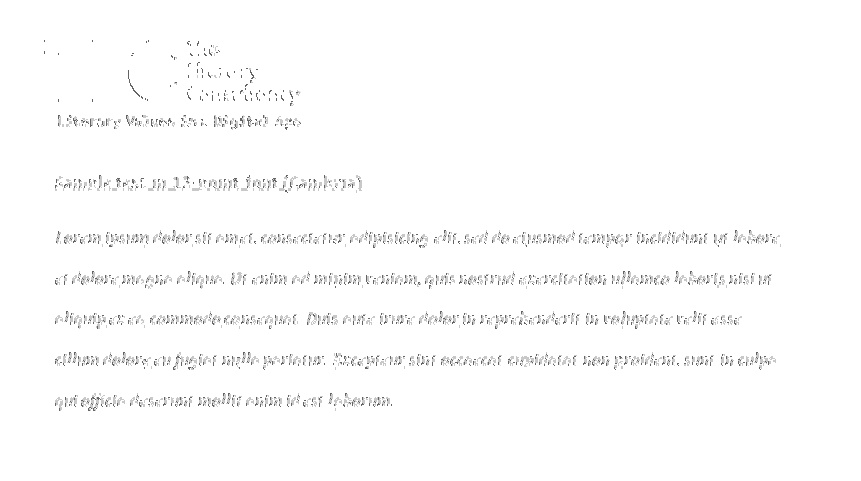 TLC
The
Literary
Consultancy
Literary Values in a Digital Age
Sample text in 12-point font (Cambria)
Lorem ipsum dolor sit amet, consectetur adipisicing elit, sed do eiusmod tempor incididunt ut labore
et dolore magna aliqua. Ut enim ad minim veniam, quis nostrud exercitation ullamco laboris nisi ut
aliquip ex ea commodo consequat. Duis aute irure dolor in reprehenderit in voluptate velit esse
cillum dolore eu fugiat nulla pariatur. Excepteur sint occaecat cupidatat non proident, sunt in culpa
qui officia deserunt mollit anim id est laborum.